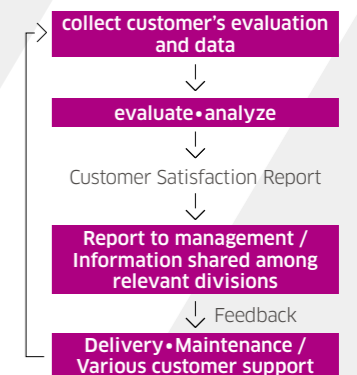 collect customer’s evaluation
and data
evaluate•analyze
Customer Satisfaction Report
Report to management /
Information shared among
relevant divisions
Feedback
Delivery•Maintenance /
Various customer support